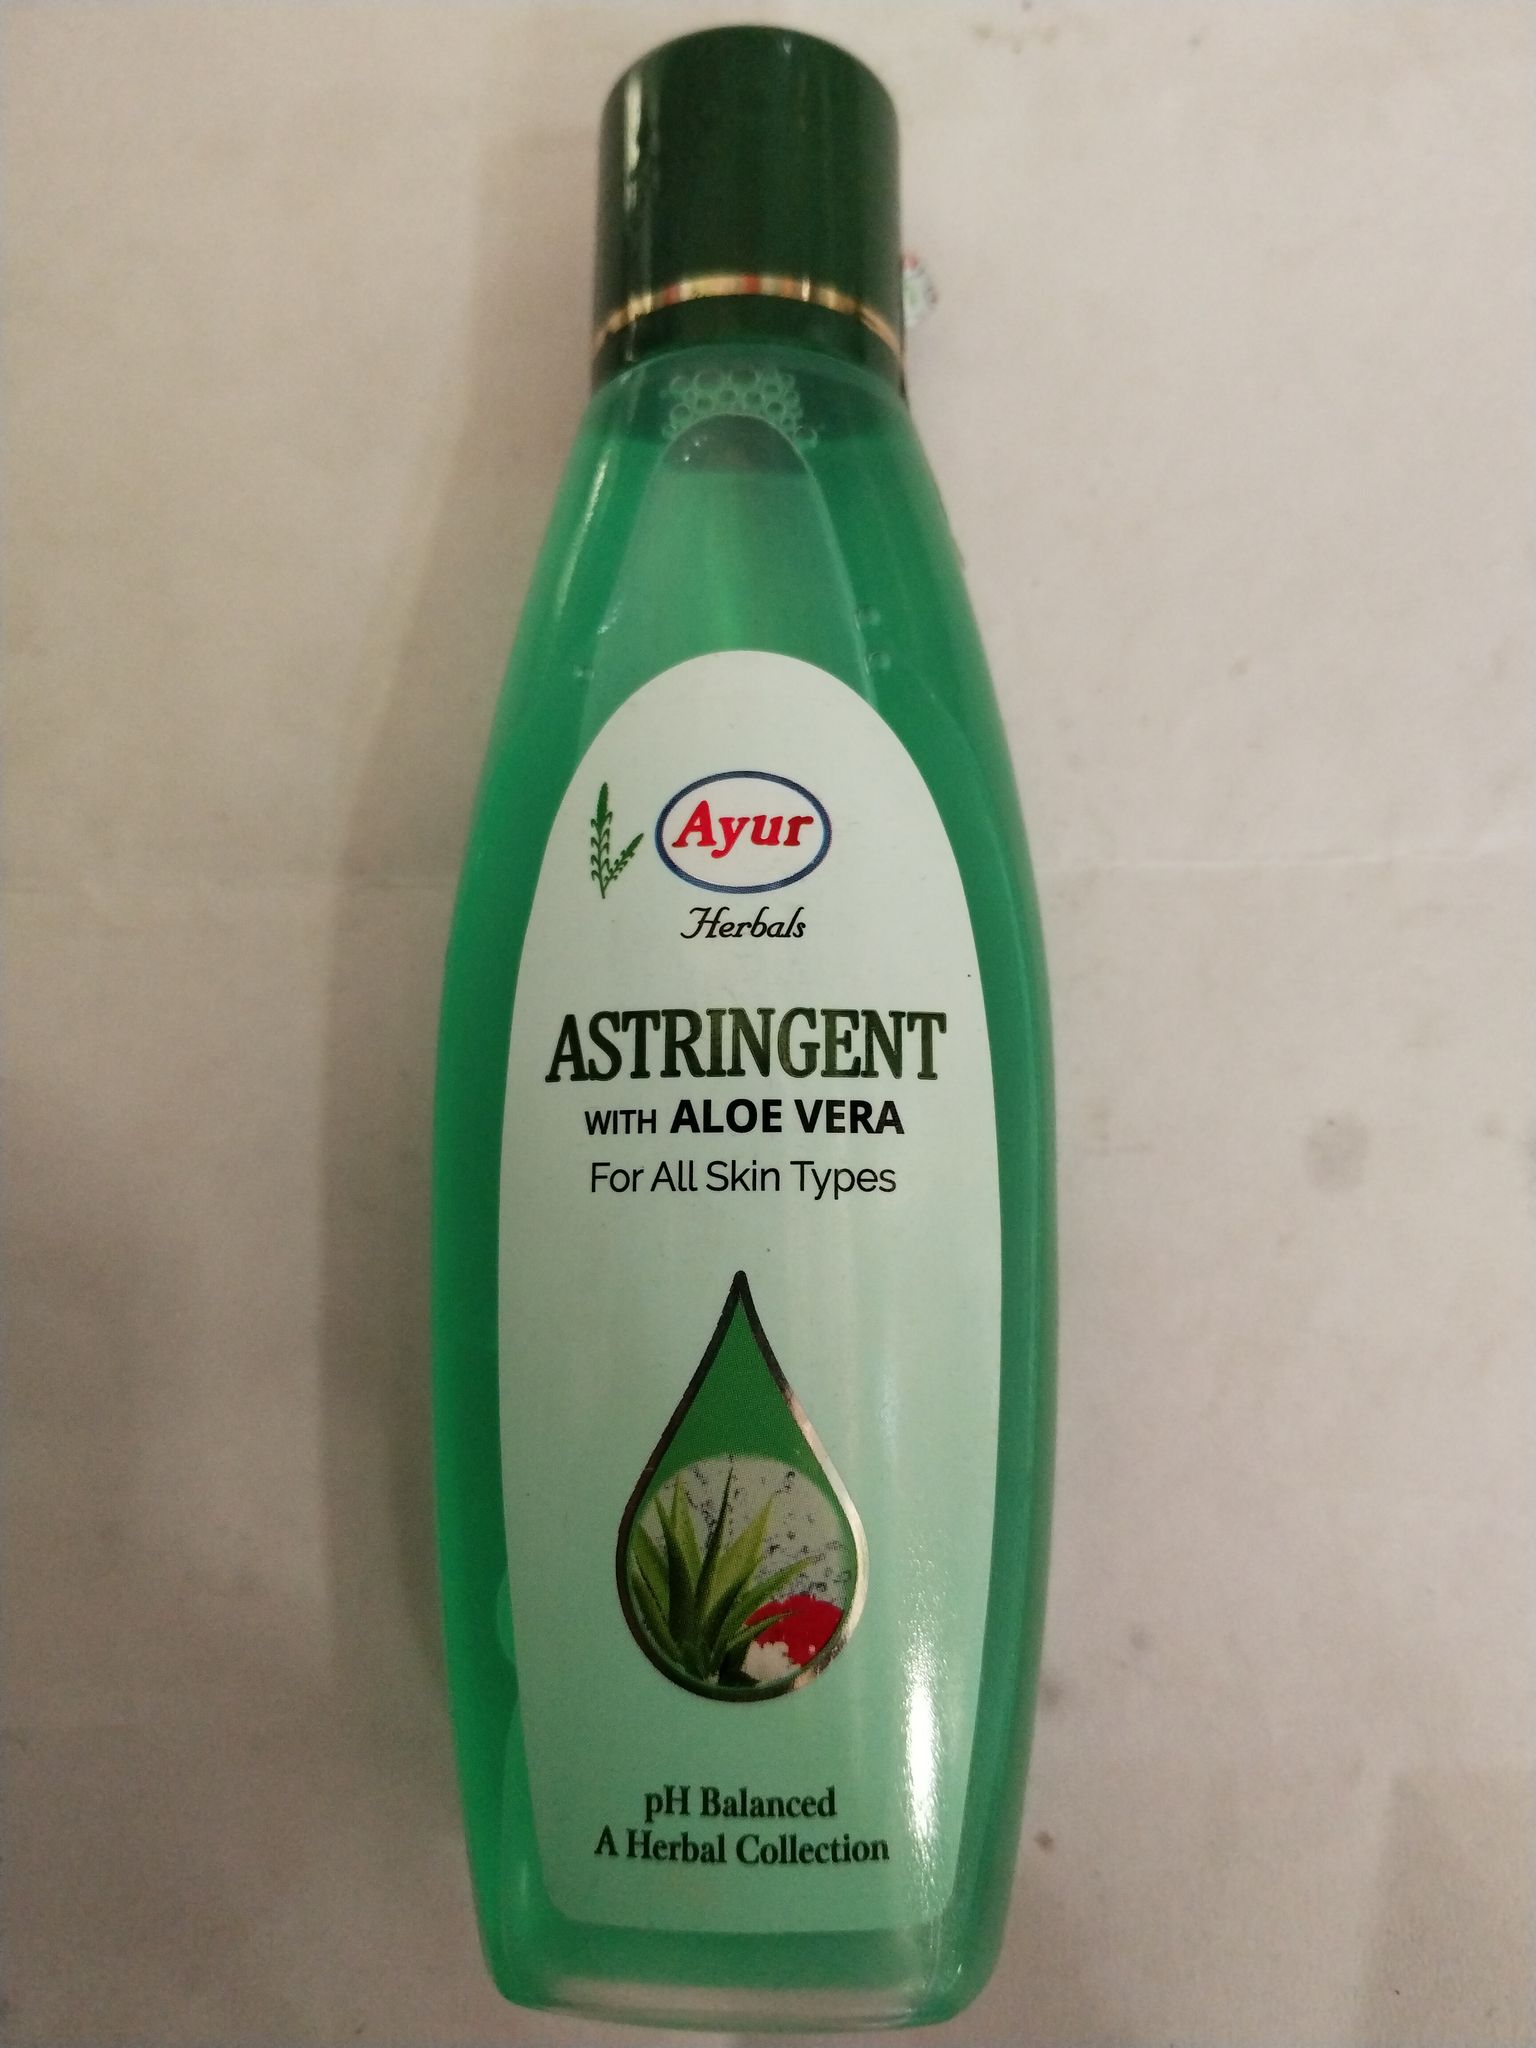 Ayur
Herbals
ASTRINGENT
WITH ALOE VERA
For All Skin Types
pH Balanced
A Herbal Collection